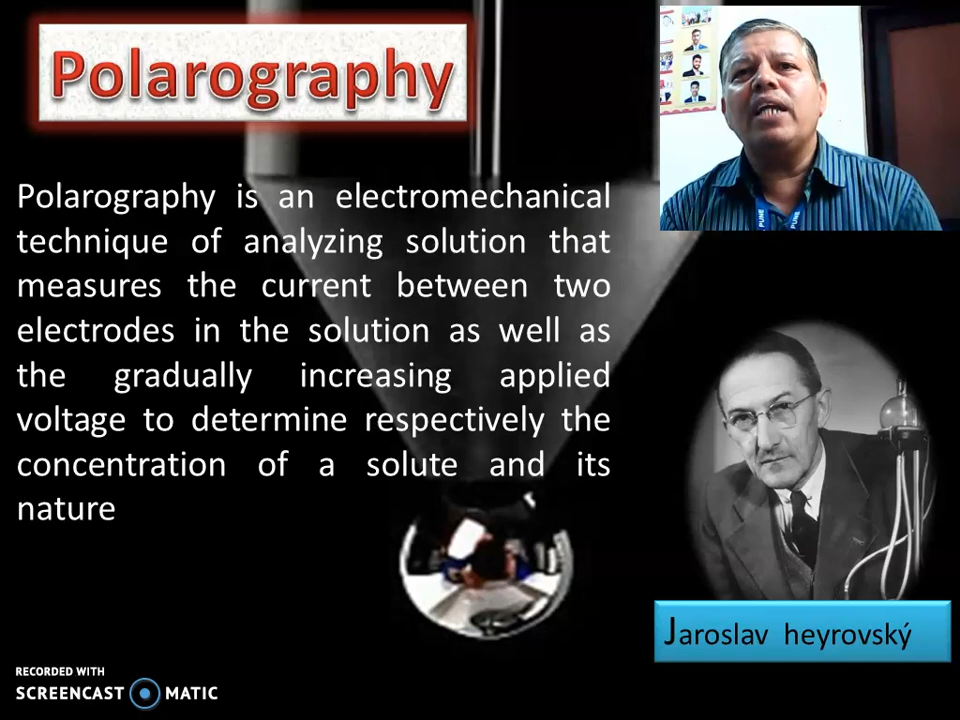 Polarography
Polarography is an electromechanical
technique of analyzing solution that
measures the current between two
electrodes in the solution as well as
the gradually increasing applied
voltage to determine respectively the
concentration of a solute and its
nature
PUNE
PUNE
Jaroslav heyrovský
RECORDED WITH
SCREENCAST MATIC